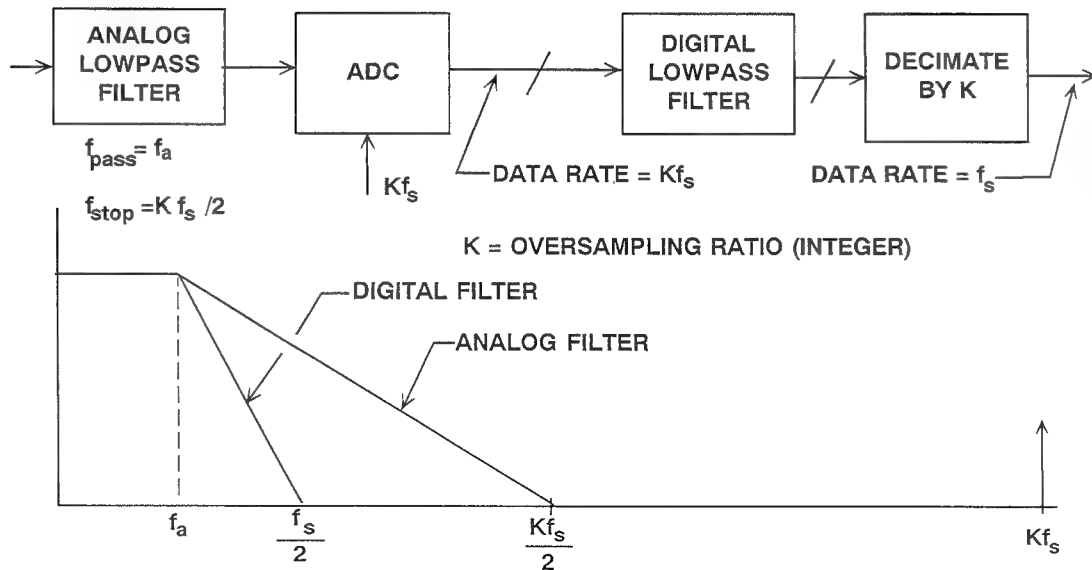 ANALOG
LOWPASS
FILTER
ADC
DIGITAL
LOWPASS
FILTER
DECIMATE
BY K
f_pass = f_a
f_stop = K f_s /2
Kf_s
DATA RATE = Kf_s
DATA RATE = f_s
K = OVERSAMPLING RATIO (INTEGER)
DIGITAL FILTER
ANALOG FILTER
f_a
f_s
2
Kf_s
2
Kf_s